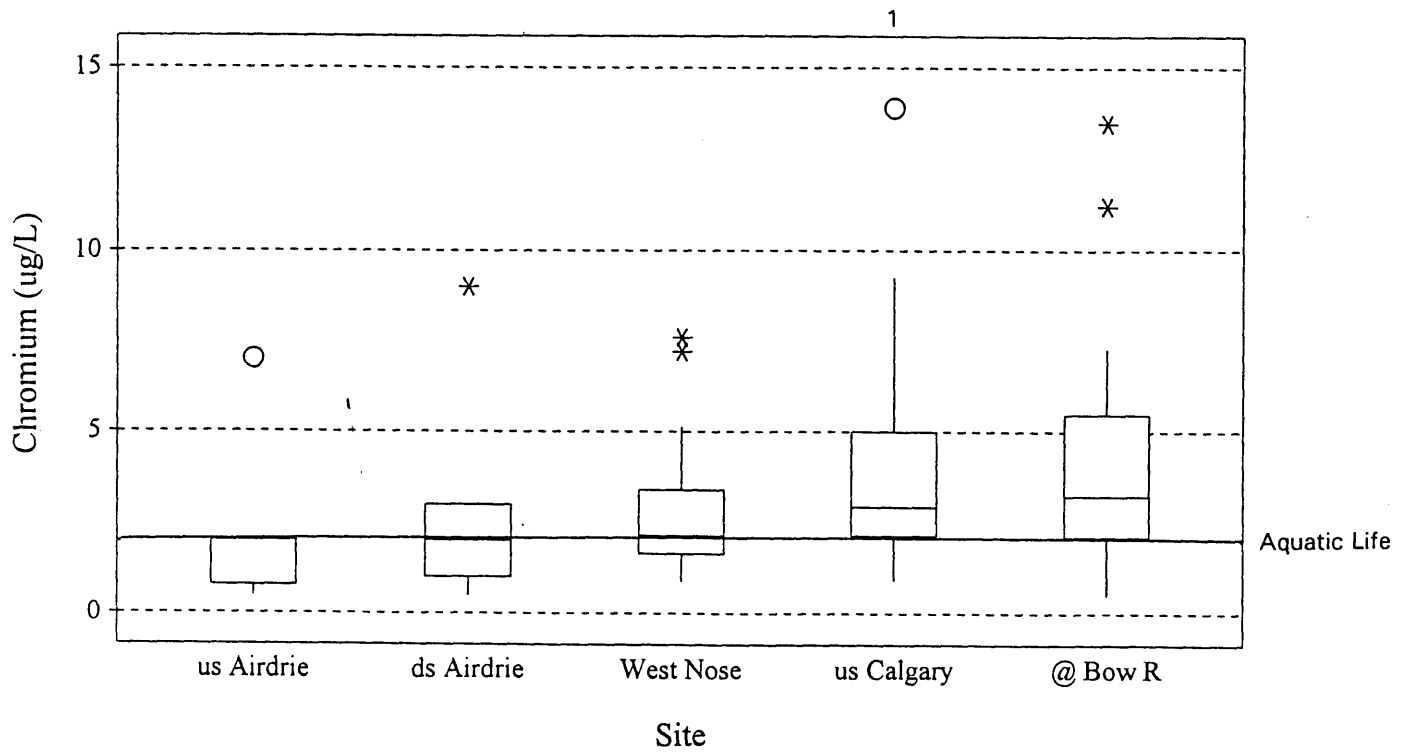 1
15
10
5
0
Chromium (ug/L)
Aquatic Life
us Airdrie
ds Airdrie
West Nose
us Calgary
@ Bow R
Site